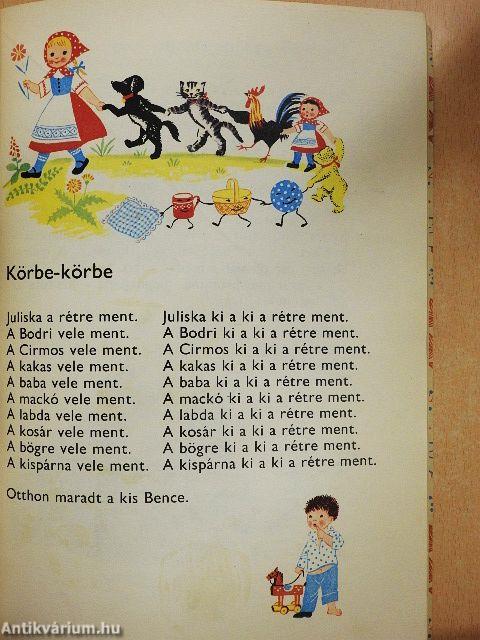 Körbe-körbe
Juliska a rétre ment.
A Bodri vele ment.
A Cirmos vele ment.
A kakas vele ment.
A baba vele ment.
A mackó vele ment.
A labda vele ment.
A kosár vele ment.
A bögre vele ment.
A kispárna vele ment.
Juliska ki a ki a rétre ment.
A Bodri ki a ki a rétre ment.
A Cirmos ki a ki a rétre ment.
A kakas ki a ki a rétre ment.
A baba ki a ki a rétre ment.
A mackó ki a ki a rétre ment.
A labda ki a ki a rétre ment.
A kosár ki a ki a rétre ment.
A bögre ki a ki a rétre ment.
A kispárna ki a ki a rétre ment.
Otthon maradt a kis Bence.
Antikvárium.hu